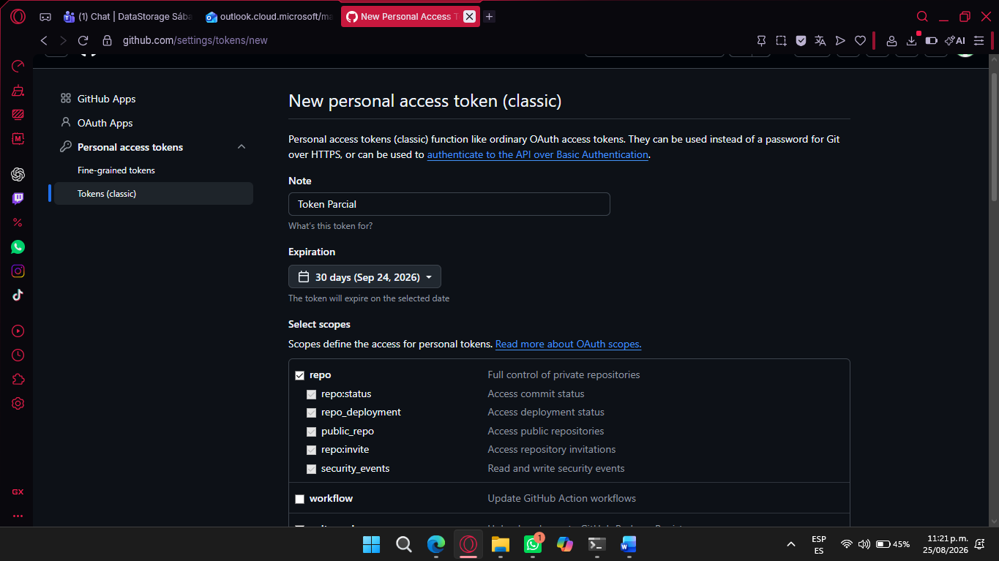 (1) Chat | DataStorage Sába
outlook.cloud.microsoft/ma
New Personal Access T
github.com/settings/tokens/new
AI
GitHub Apps
OAuth Apps
Personal access tokens
Fine-grained tokens
Tokens (classic)
New personal access token (classic)
Personal access tokens (classic) function like ordinary OAuth access tokens. They can be used instead of a password for Git
over HTTPS, or can be used to authenticate to the API over Basic Authentication.
Note
Token Parcial
What's this token for?
Expiration
30 days (Sep 24, 2026)
The token will expire on the selected date
Select scopes
Scopes define the access for personal tokens. Read more about OAuth scopes.
repo Full control of private repositories
repo:status Access commit status
repo_deployment Access deployment status
public_repo Access public repositories
repo:invite Access repository invitations
security_events Read and write security events
workflow Update GitHub Action workflows
GX
1
ESP
ES
45%
11:21 p.m.
25/08/2026